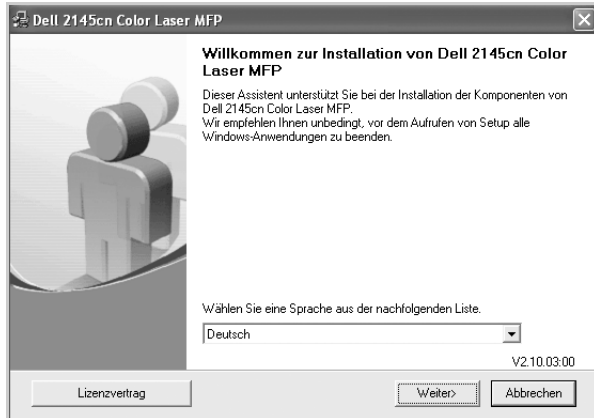 Dell 2145cn Color Laser MFP
Willkommen zur Installation von Dell 2145cn Color
Laser MFP
Dieser Assistent unterstützt Sie bei der Installation der Komponenten von
Dell 2145cn Color Laser MFP.
Wir empfehlen Ihnen unbedingt, vor dem Aufrufen von Setup alle
Windows-Anwendungen zu beenden.
Wählen Sie eine Sprache aus der nachfolgenden Liste.
Deutsch
V2.10.03:00
Lizenzvertrag
Weiter>
Abbrechen